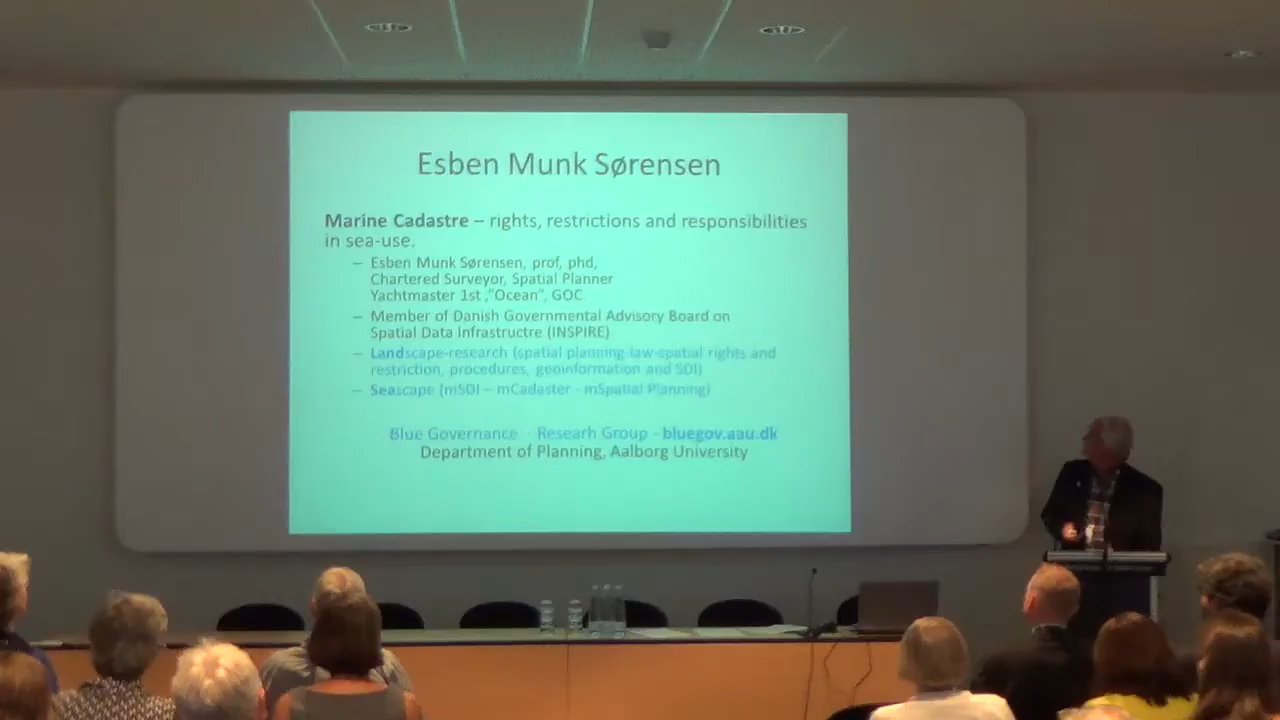 Esben Munk Sørensen
Marine Cadastre – rights, restrictions and responsibilities
in sea-use.
– Esben Munk Sørensen, prof, phd,
Chartered Surveyor, Spatial Planner
Yachtmaster 1st ,”Ocean”, GOC.
– Member of Danish Governmental Advisory Board on
Spatial Data Infrastructre (INSPIRE)
– Landscape-research (spatial planning-law-spatial rights and
restriction, procedures, geoinformation and SDI)
– Seascape (mSDI – mCadaster - mSpatial Planning)
Blue Governance - Researh Group - bluegov.aau.dk
Department of Planning, Aalborg University